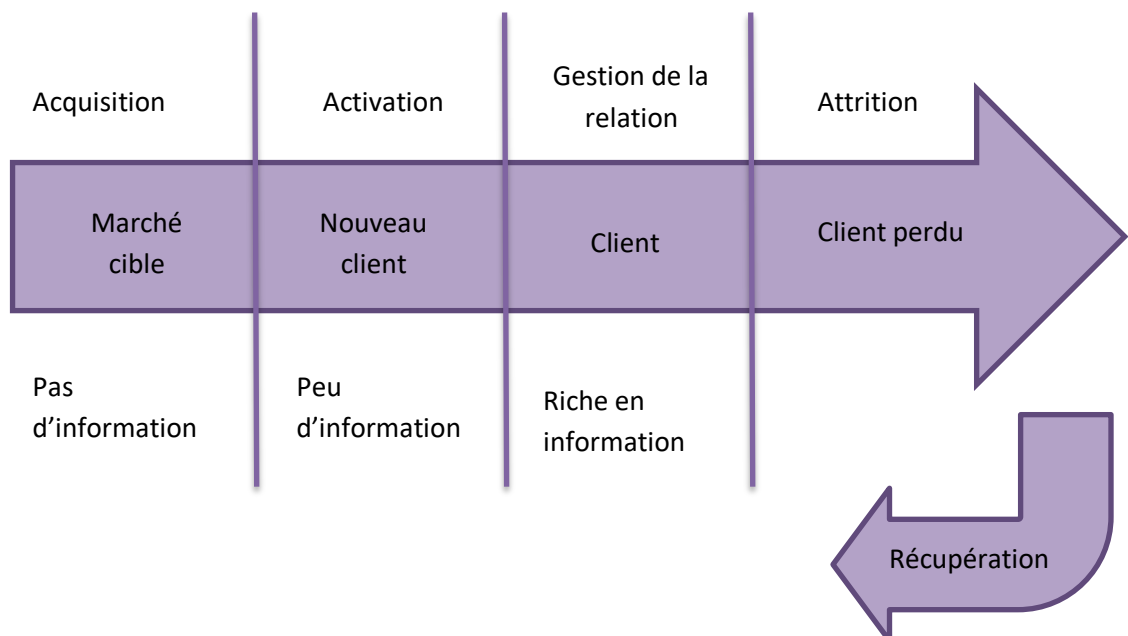 Acquisition
Activation
Gestion de la
relation
Attrition
Marché
cible
Nouveau
client
Client
Client perdu
Pas
d’information
Peu
d’information
Riche en
information
Récupération